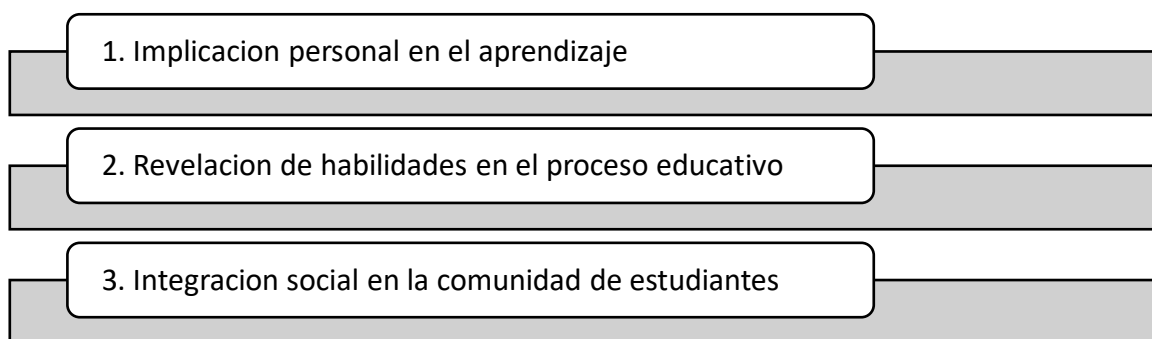 1. Implicacion personal en el aprendizaje
2. Revelacion de habilidades en el proceso educativo
3. Integracion social en la comunidad de estudiantes